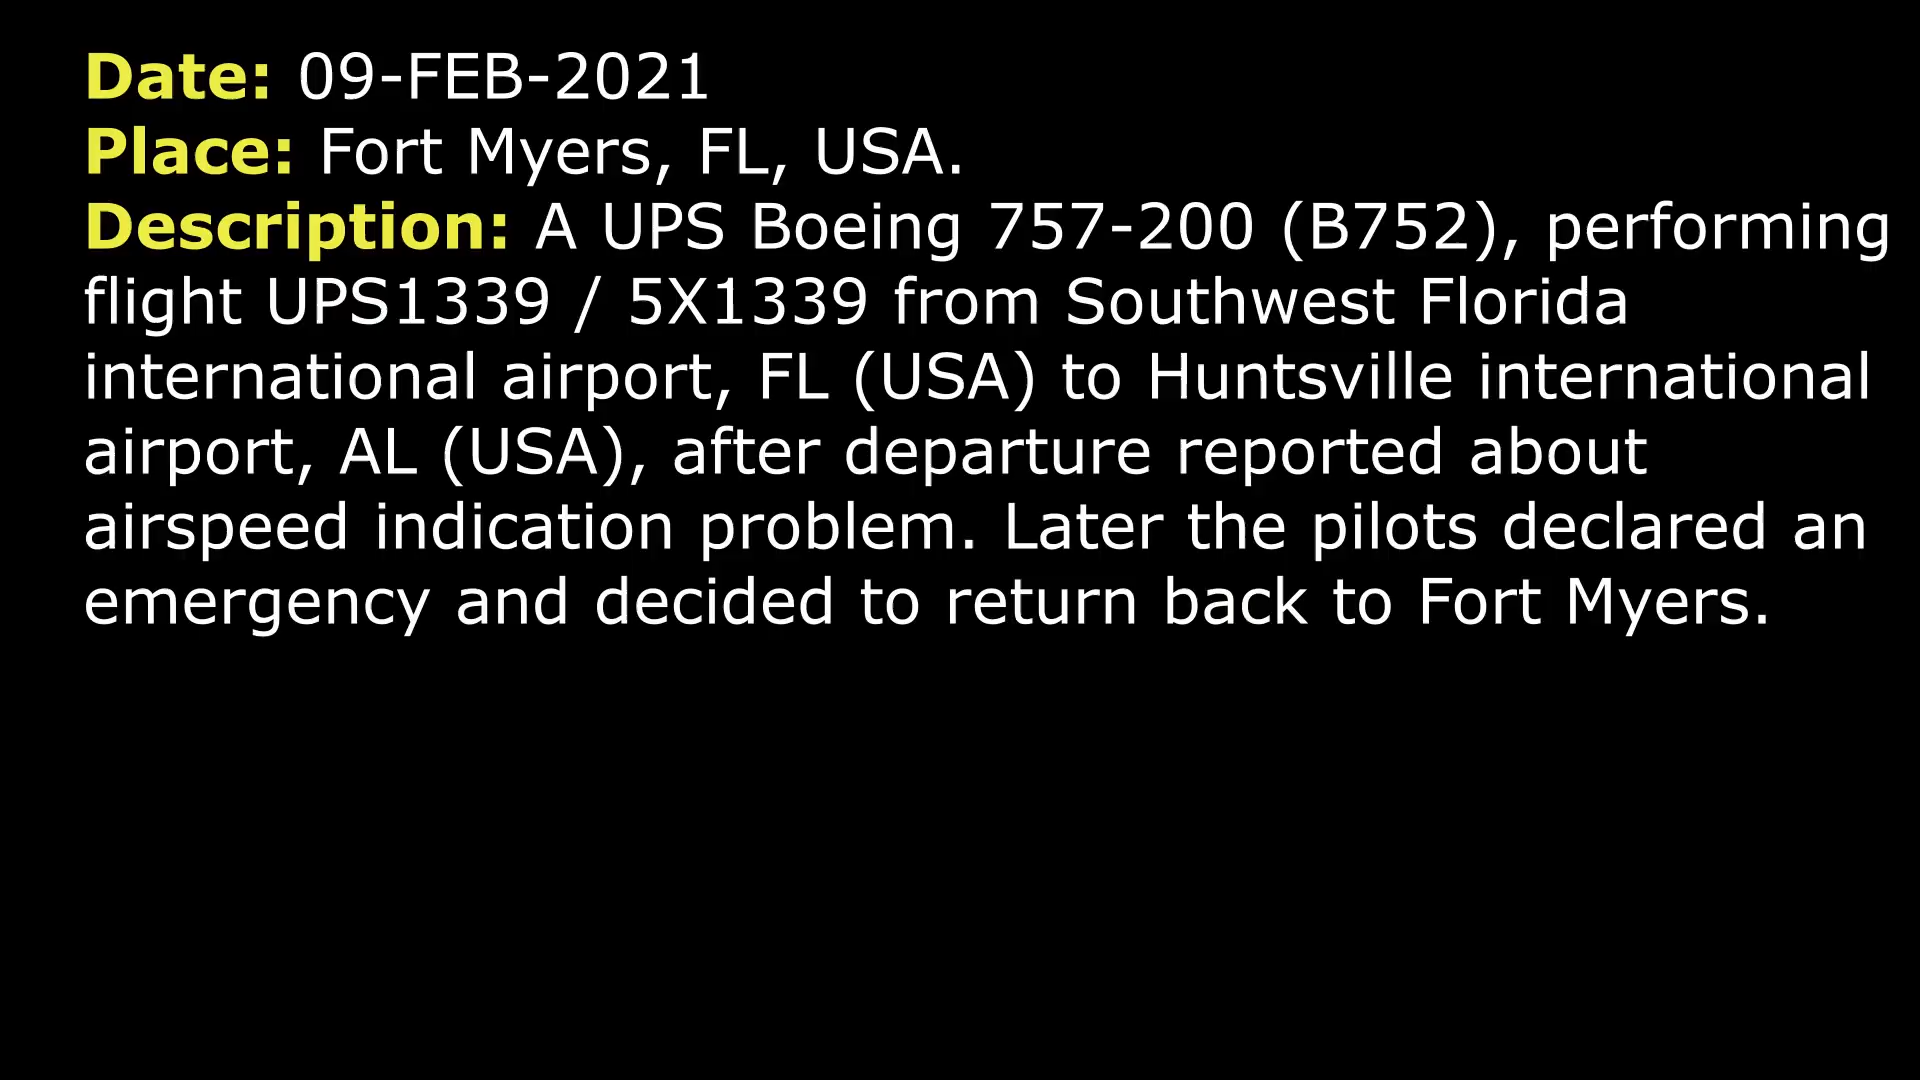 Date: 09-FEB-2021
Place: Fort Myers, FL, USA.
Description: A UPS Boeing 757-200 (B752), performing
flight UPS1339 / 5X1339 from Southwest Florida
international airport, FL (USA) to Huntsville international
airport, AL (USA), after departure reported about
airspeed indication problem. Later the pilots declared an
emergency and decided to return back to Fort Myers.